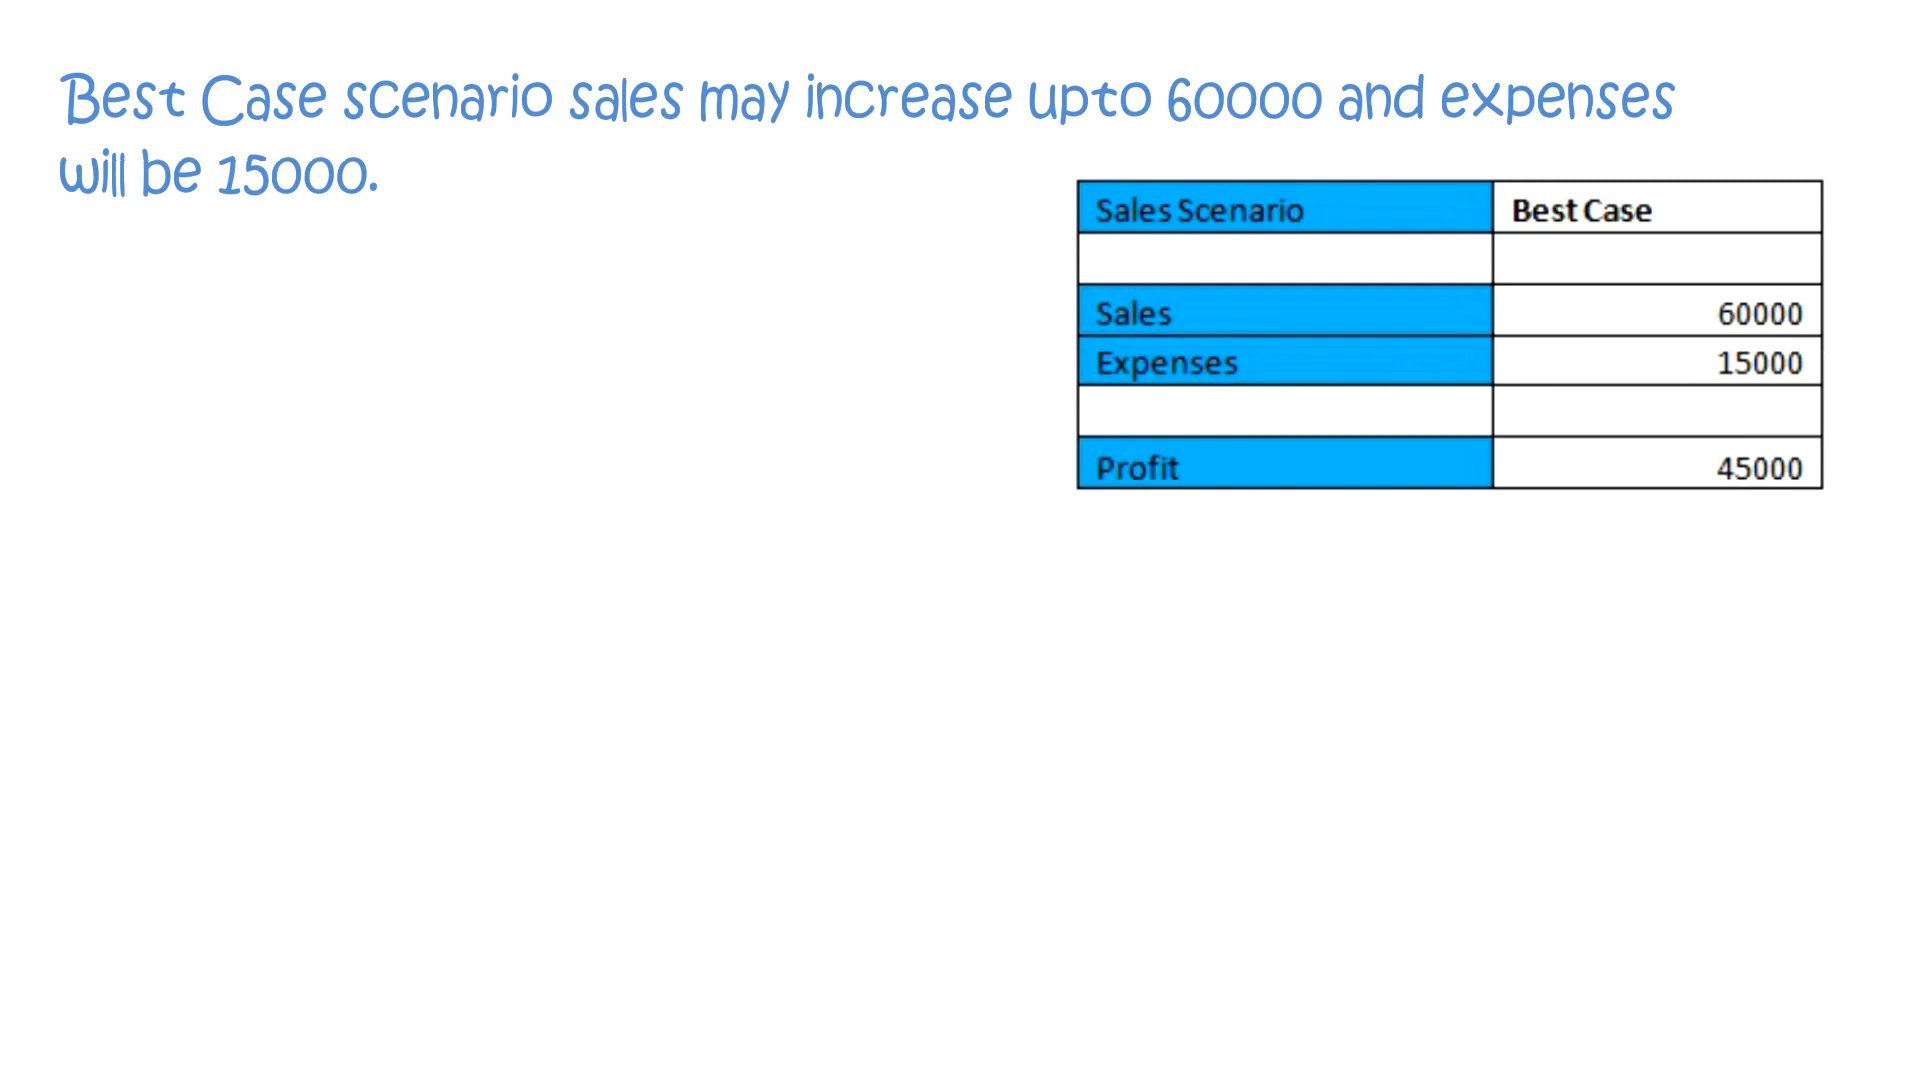 Best Case scenario sales may increase upto 60000 and expenses
will be 15000.
Sales Scenario Best Case
Sales 60000
Expenses 15000
Profit 45000